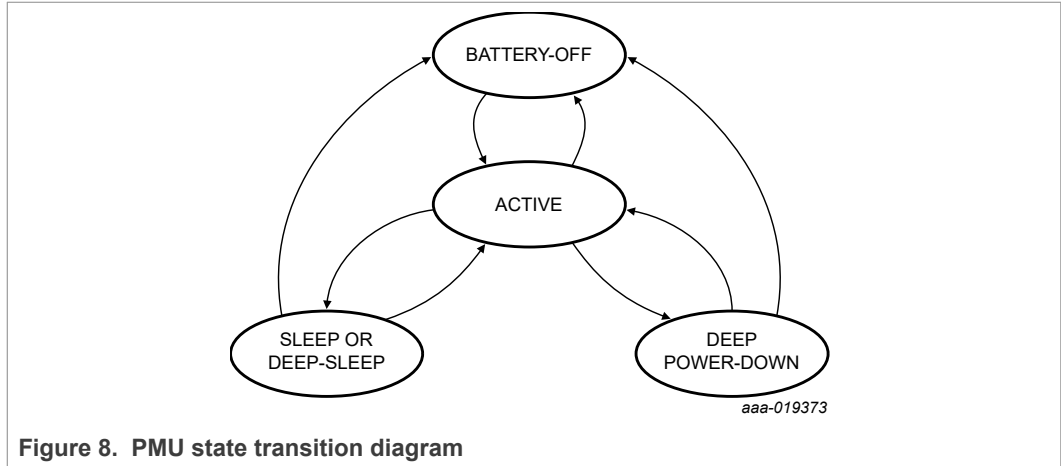 BATTERY-OFF
ACTIVE
SLEEP OR
DEEP-SLEEP
DEEP
POWER-DOWN
aaa-019373
Figure 8. PMU state transition diagram